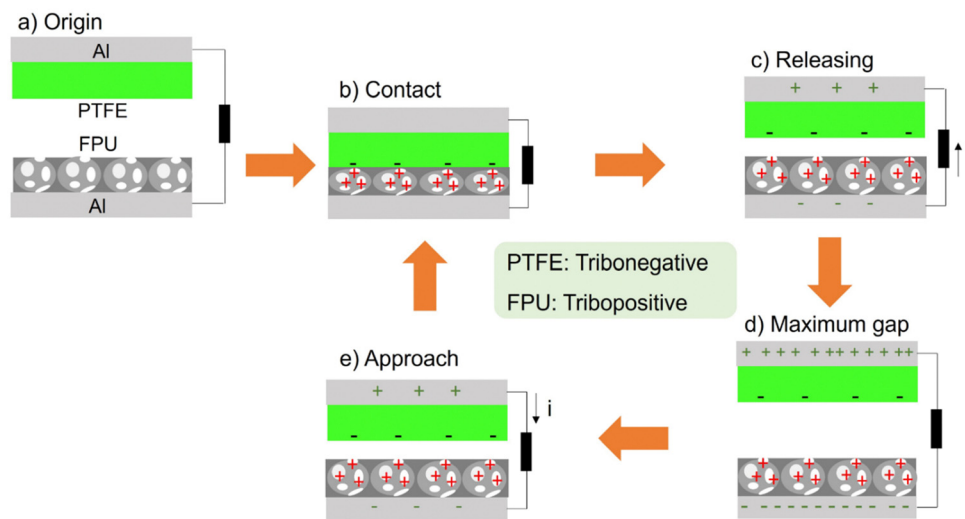 a) Origin
Al
PTFE
FPU
Al
b) Contact
- - - -
+ + + + + + + + + + + +
c) Releasing
+ + +
- - - -
+ + + + + + + + + + + +
- - -
PTFE: Tribonegative
FPU: Tribopositive
d) Maximum gap
+ + + + + ++ + + + ++
- - - -
+ + + + + + + + + + + +
- - - - - - - - - - -
e) Approach
+ + +
i
- - - -
+ + + + + + + + + + + +
- - -